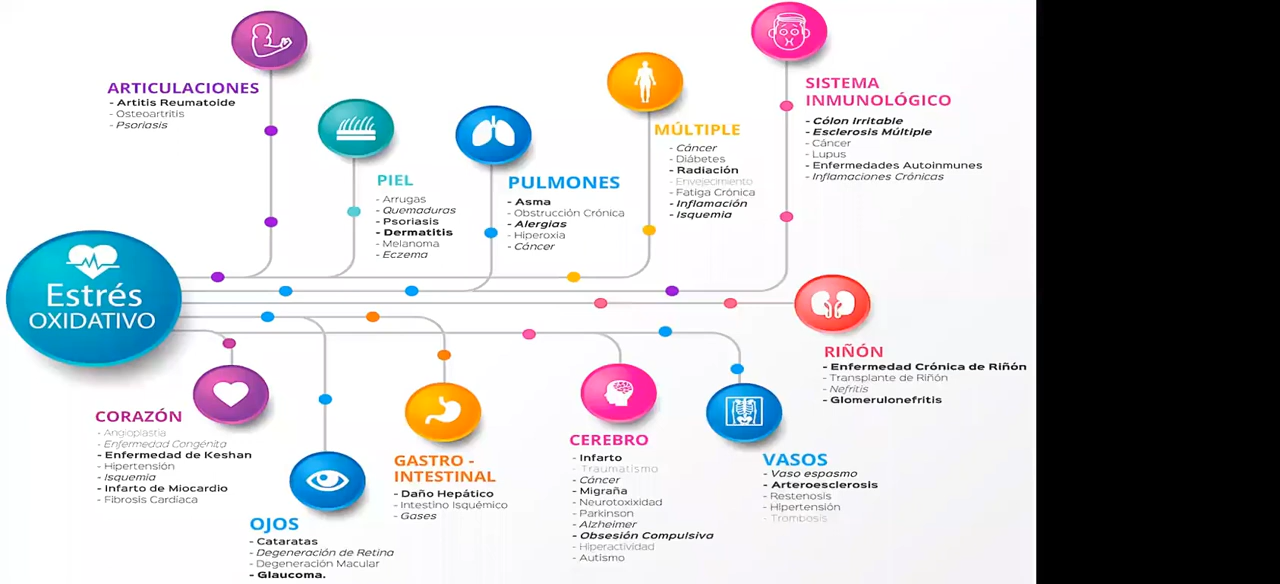 ARTICULACIONES
- Artitis Reumatoide
- Osteoartritis
- Psoriasis
PIEL
- Arrugas
- Quemaduras
- Psoriasis
- Dermatitis
- Melanoma
- Eczema
PULMONES
- Asma
- Obstrucción Crónica
- Alergias
- Hiperoxia
- Cáncer
MÚLTIPLE
- Cáncer
- Diábetes
- Radiación
- Envejecimiento
- Fatiga Crónica
- Inflamación
- Isquemia
SISTEMA
INMUNOLÓGICO
- Cólon Irritable
- Esclerosis Múltiple
- Cáncer
- Lupus
- Enfermedades Autoinmunes
- Inflamaciones Crónicas
Estrés
OXIDATIVO
RIÑÓN
- Enfermedad Crónica de Riñón
- Transplante de Riñón
- Nefritis
- Glomerulonefritis
CORAZÓN
- Angioplastia
- Enfermedad Congénita
- Enfermedad de Keshan
- Hipertensión
- Isquemia
- Infarto de Miocardio
- Fibrosis Cardíaca
OJOS
- Cataratas
- Degeneración de Retina
- Degeneración Macular
- Glaucoma.
GASTRO -
INTESTINAL
- Daño Hepático
- Intestino Isquémico
- Gases
CEREBRO
- Infarto
- Traumatismo
- Cáncer
- Migraña
- Neurotoxixidad
- Parkinson
- Alzheimer
- Obsesión Compulsiva
- Hiperactividad
- Autismo
VASOS
- Vaso espasmo
- Arteroesclerosis
- Restenosis
- Hipertensión
- Trombosis